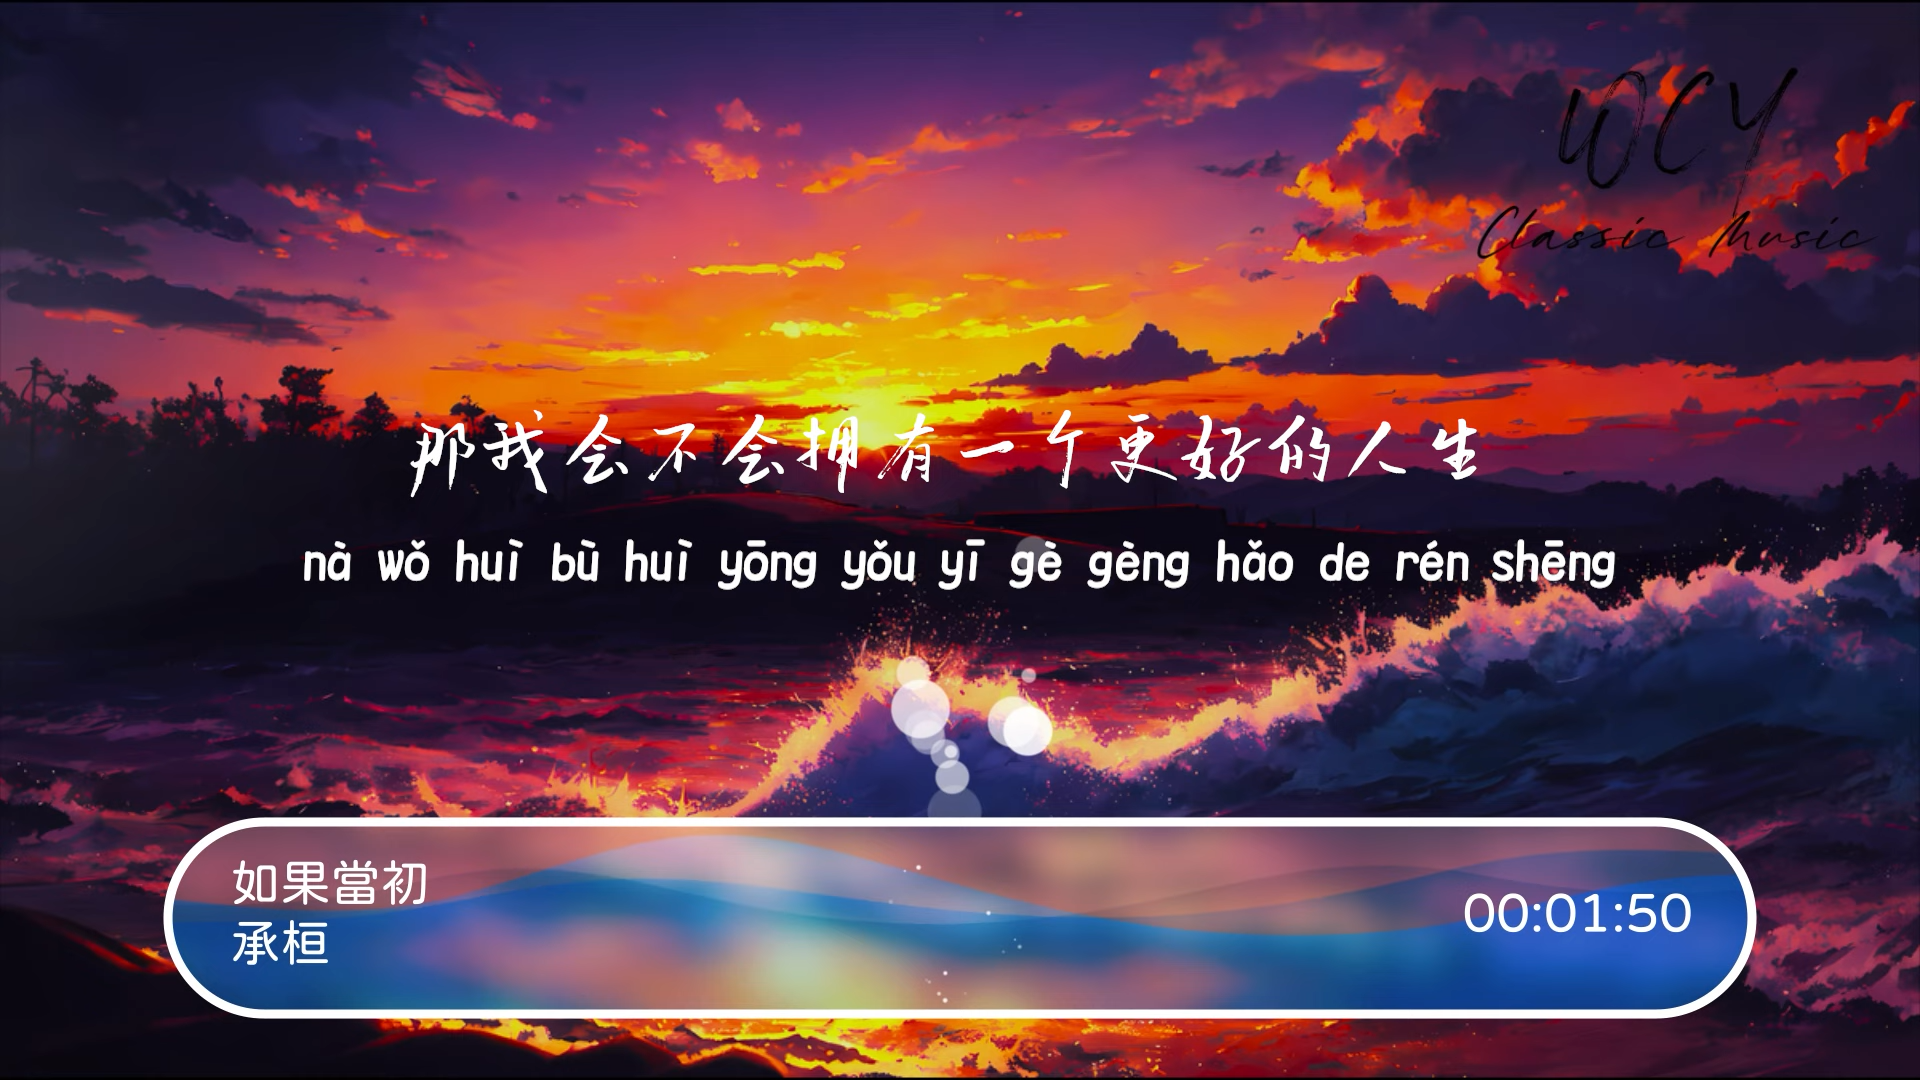 WCY
Classic Music
那我会不会拥有一个更好的人生
nà wǒ huì bù huì yōng yǒu yī gè gèng hǎo de rén shēng
如果當初
承桓
00:01:50